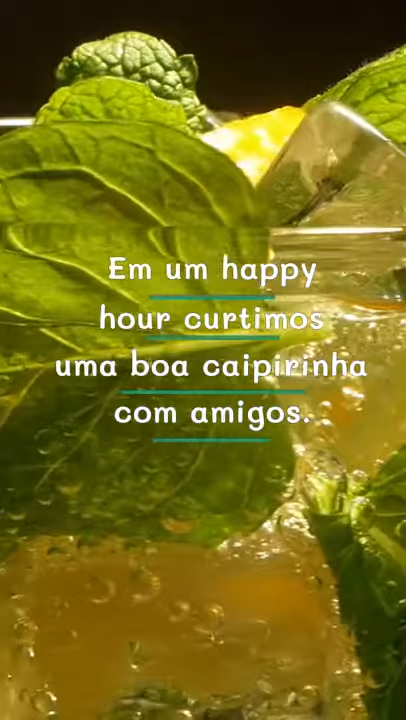 Em um happy
hour curtimos
uma boa caipirinha
com amigos.